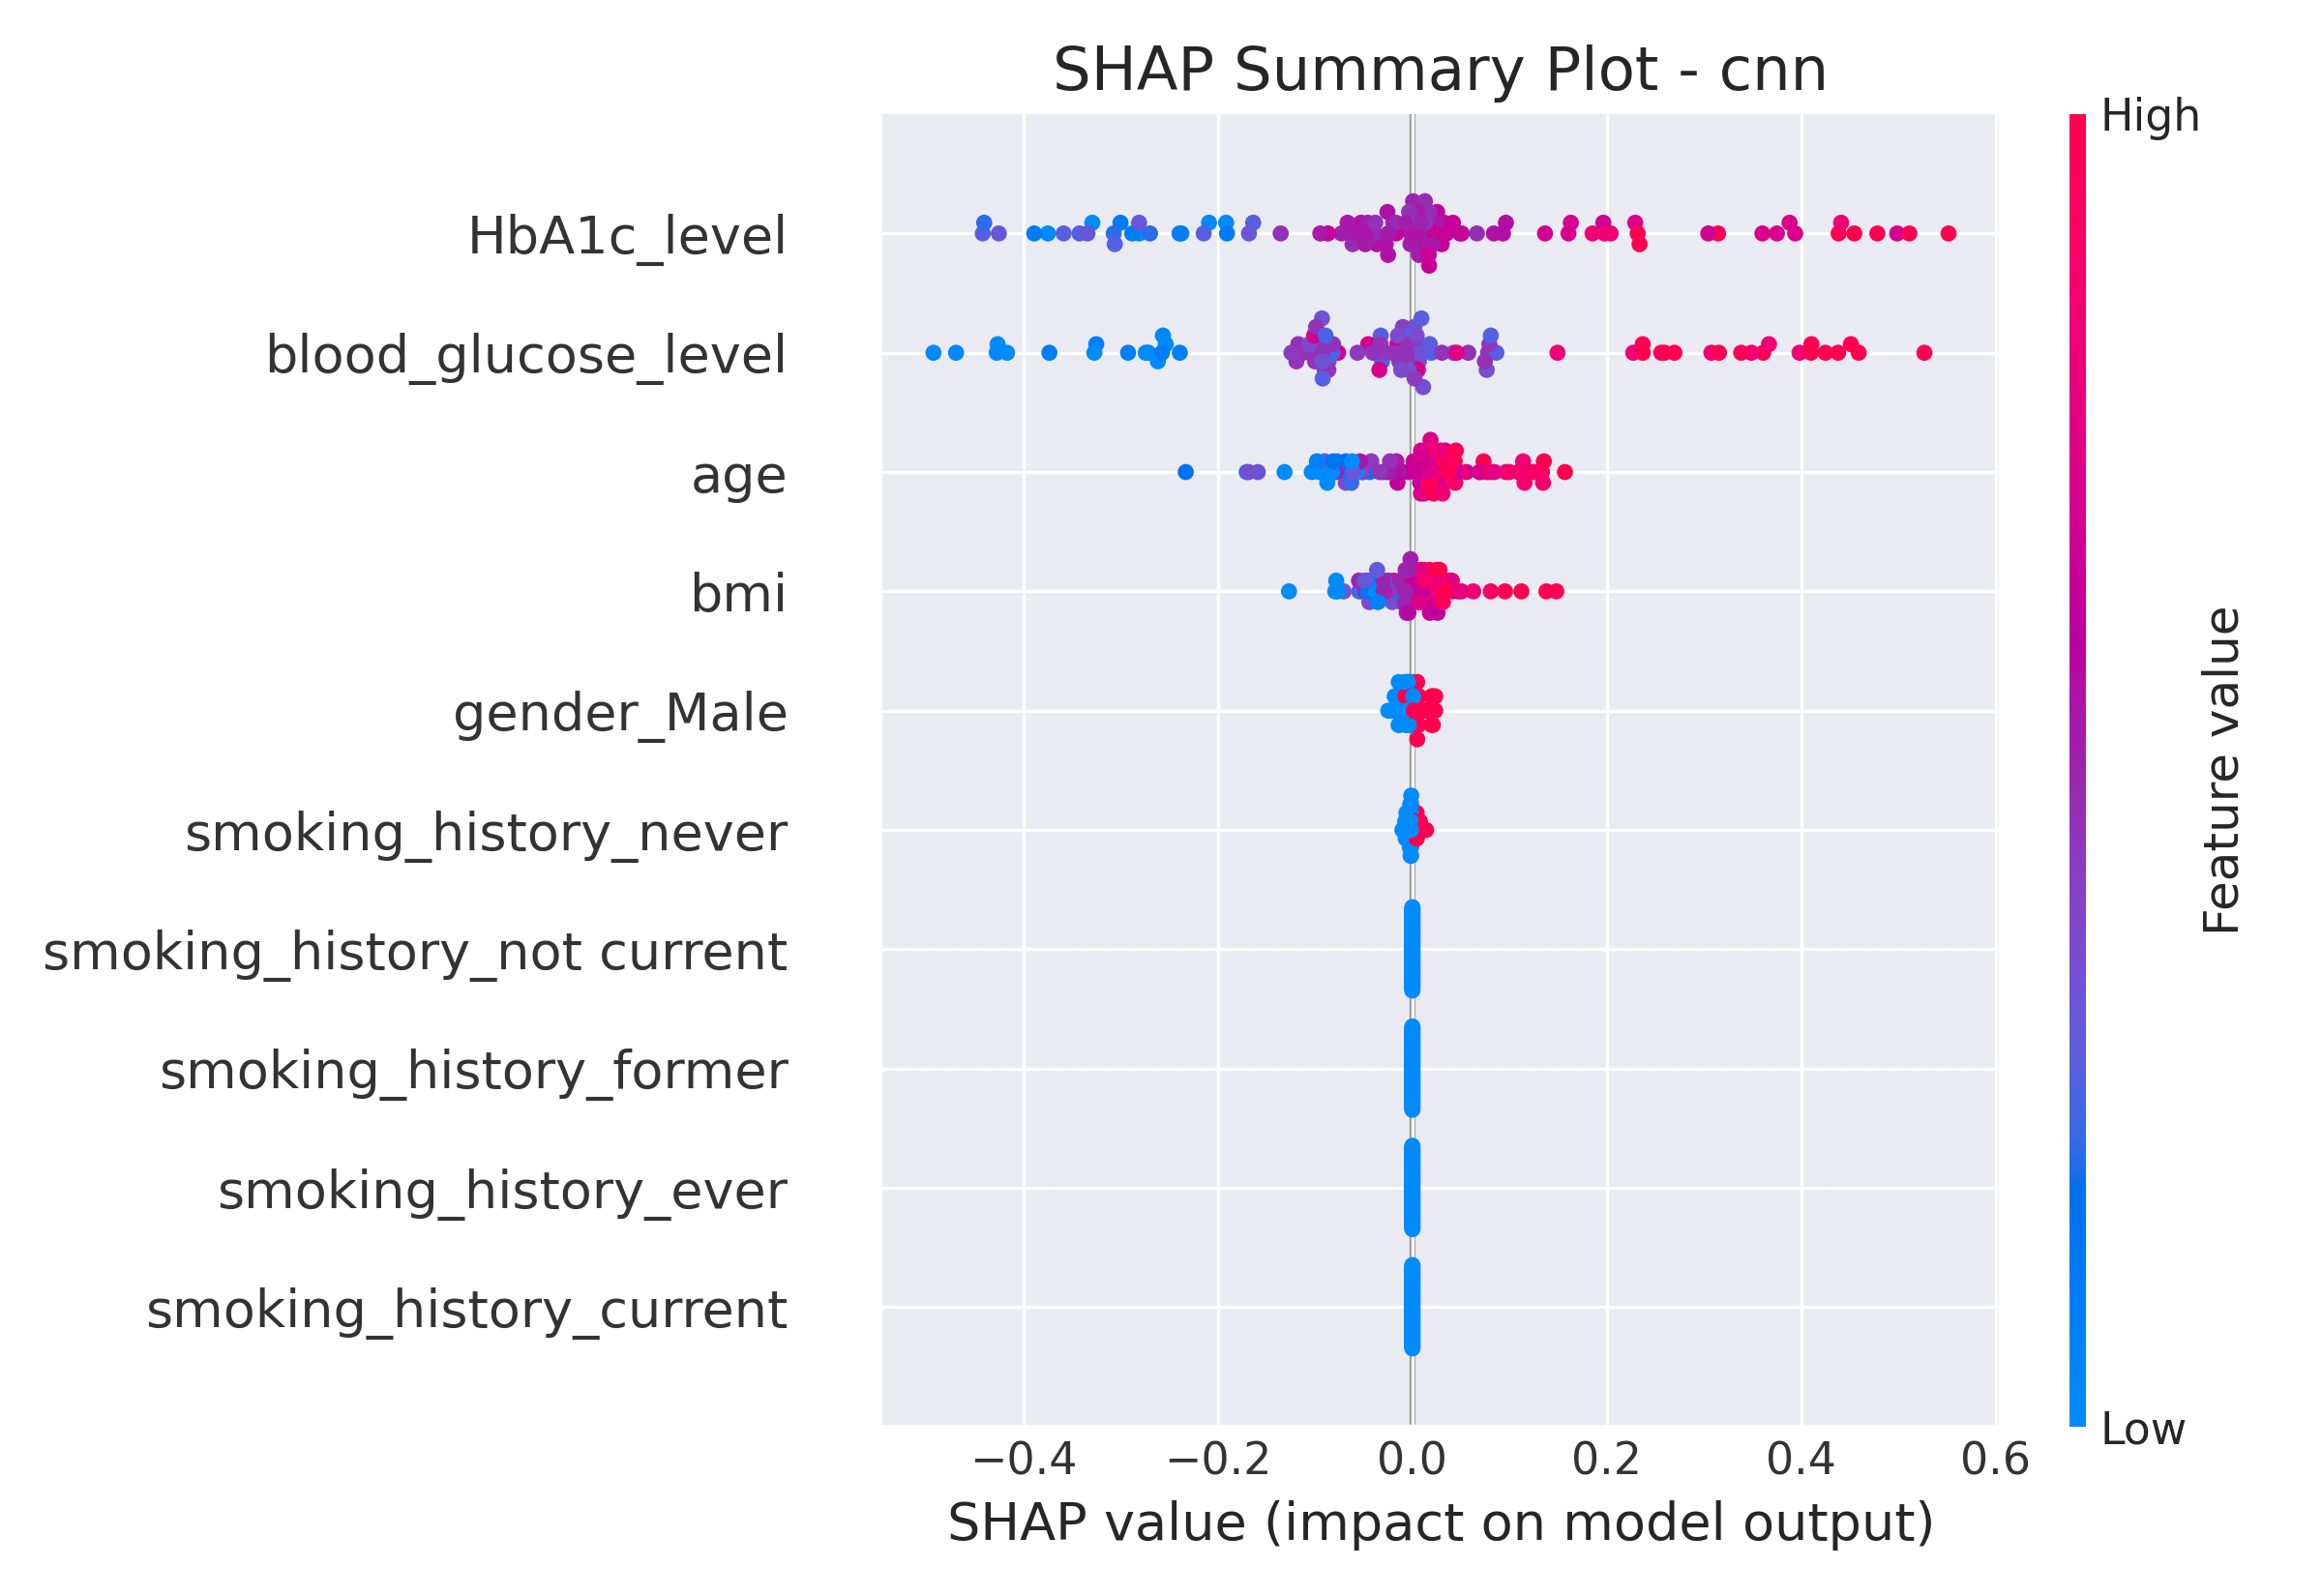 SHAP Summary Plot - cnn
High
HbA1c_level
blood_glucose_level
age
bmi
gender_Male
smoking_history_never
smoking_history_not current
smoking_history_former
smoking_history_ever
smoking_history_current
Feature value
Low
−0.4 −0.2 0.0 0.2 0.4 0.6
SHAP value (impact on model output)